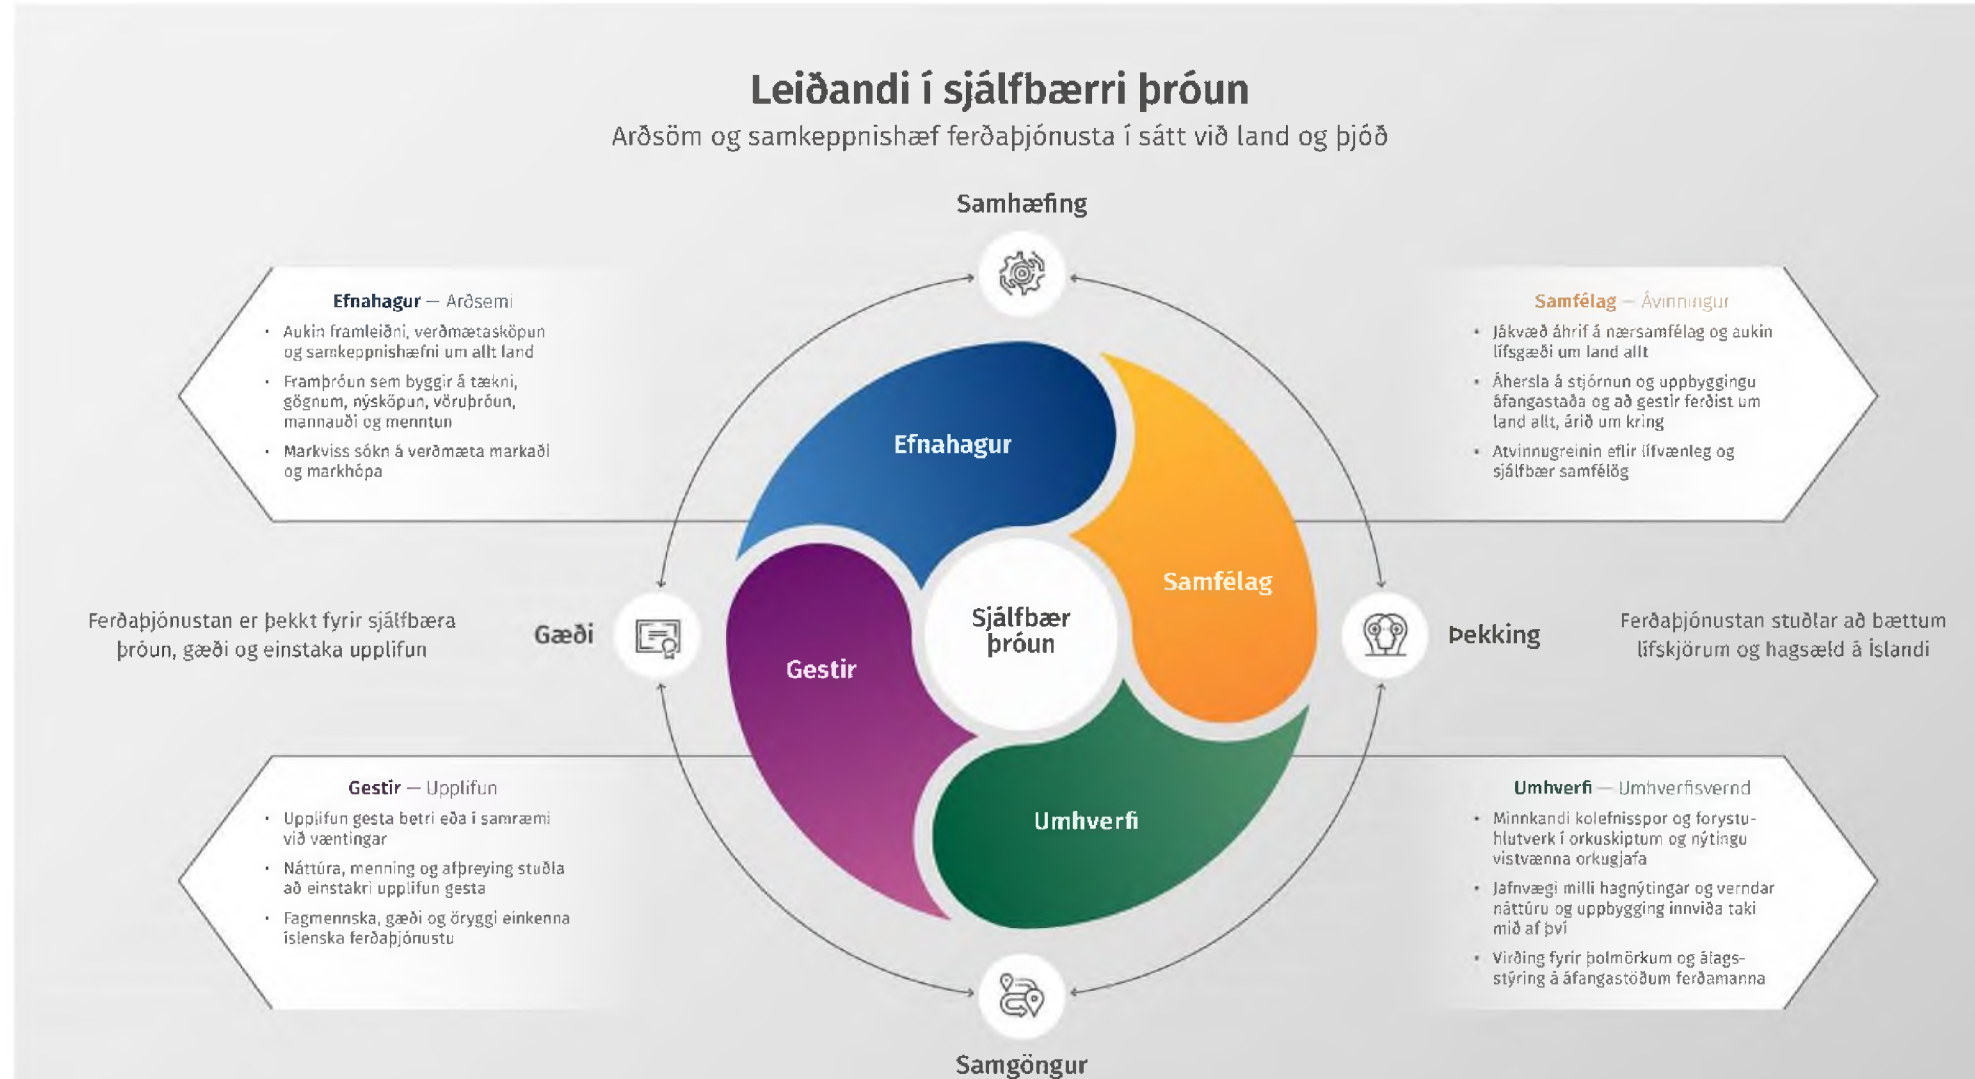 Leiðandi í sjálfbærri þróun
Arðsöm og samkeppnishæf ferðaþjónusta í sátt við land og þjóð
Samhæfing
Efnahagur — Arðsemi
• Aukin framleiðni, verðmætasköpun
og samkeppnishæfni um allt land
• Framþróun sem byggir á tækni,
gögnum, nýsköpun, vöruþróun,
mannauði og menntun
• Markviss sókn á verðmæta markaði
og markhópa
Samfélag — Ávinningur
• Jákvæð áhrif á nærsamfélag og aukin
lífsgæði um land allt
• Áhersla á stjórnun og uppbyggingu
áfangastaða og að gestir ferðist um
land allt, árið um kring
• Atvinnugreinin eflir lífvænleg og
sjálfbær samfélög
Efnahagur
Samfélag
Sjálfbær
þróun
Gestir
Umhverfi
Ferðaþjónustan er þekkt fyrir sjálfbæra
þróun, gæði og einstaka upplifun
Gæði
Þekking
Ferðaþjónustan stuðlar að bættum
lífskjörum og hagsæld á Íslandi
Gestir — Upplifun
• Upplifun gesta betri eða í samræmi
við væntingar
• Náttúra, menning og afþreying stuðla
að einstakri upplifun gesta
• Fagmennska, gæði og öryggi einkenna
íslenska ferðaþjónustu
Umhverfi — Umhverfisvernd
• Minnkandi kolefnisspor og forystu-
hlutverk í orkuskiptum og nýtingu
vistvænna orkugjafa
• Jafnvægi milli hagnýtingar og verndar
náttúru og uppbygging innviða taki
mið af því
• Virðing fyrir þolmörkum og álags-
stýring á áfangastöðum ferðamanna
Samgöngur